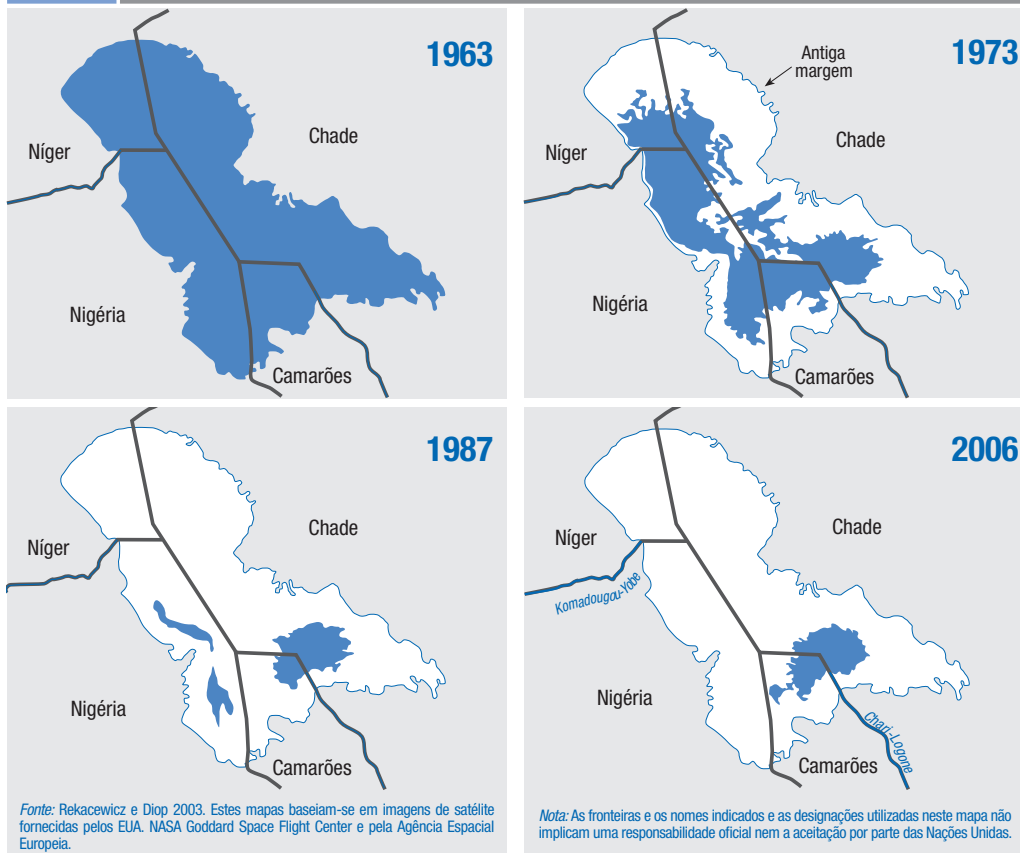 1963
Níger
Chade
Nigéria
Camarões
1973
Antiga
margem
Níger
Chade
Nigéria
Camarões
1987
Níger
Chade
Nigéria
Camarões
Fonte: Rekacewicz e Diop 2003. Estes mapas baseiam-se em imagens de satélite
fornecidas pelos EUA. NASA Goddard Space Flight Center e pela Agência Espacial
Europeia.
2006
Níger
Chade
Komadougou-Yobe
Nigéria
Chari-Logone
Camarões
Nota: As fronteiras e os nomes indicados e as designações utilizadas neste mapa não
implicam uma responsabilidade oficial nem a aceitação por parte das Nações Unidas.